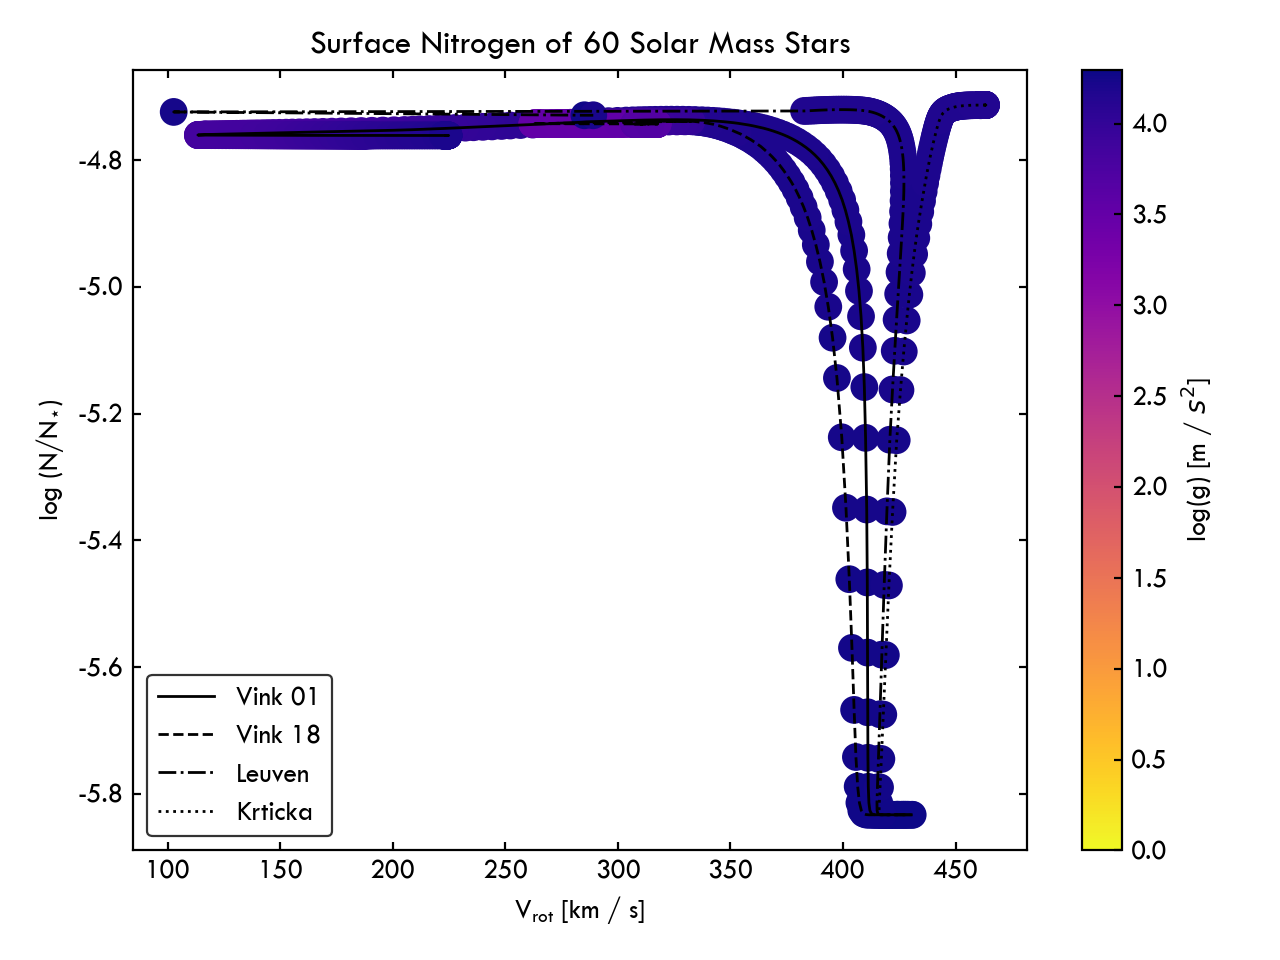 Surface Nitrogen of 60 Solar Mass Stars
log (N/N⋆)
-4.8
-5.0
-5.2
-5.4
-5.6
-5.8
Vink 01
Vink 18
Leuven
Krticka
100 150 200 250 300 350 400 450
Vrot [km / s]
4.0
3.5
3.0
2.5
2.0
1.5
1.0
0.5
0.0
log(g) [m / s²]